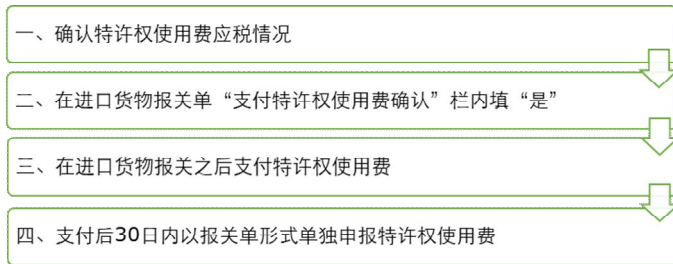 一、确认特许权使用费应税情况
二、在进口货物报关单“支付特许权使用费确认”栏内填“是”
三、在进口货物报关之后支付特许权使用费
四、支付后30日内以报关单形式单独申报特许权使用费